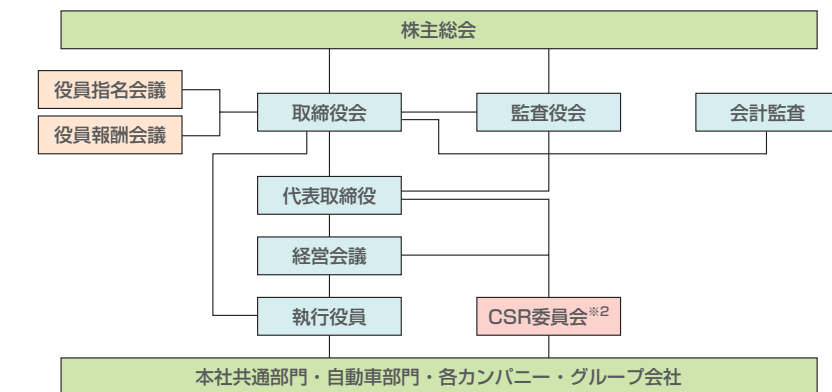 株主総会
役員指名会議
役員報酬会議
取締役会
監査役会
会計監査
代表取締役
経営会議
執行役員
CSR委員会※2
本社共通部門・自動車部門・各カンパニー・グループ会社